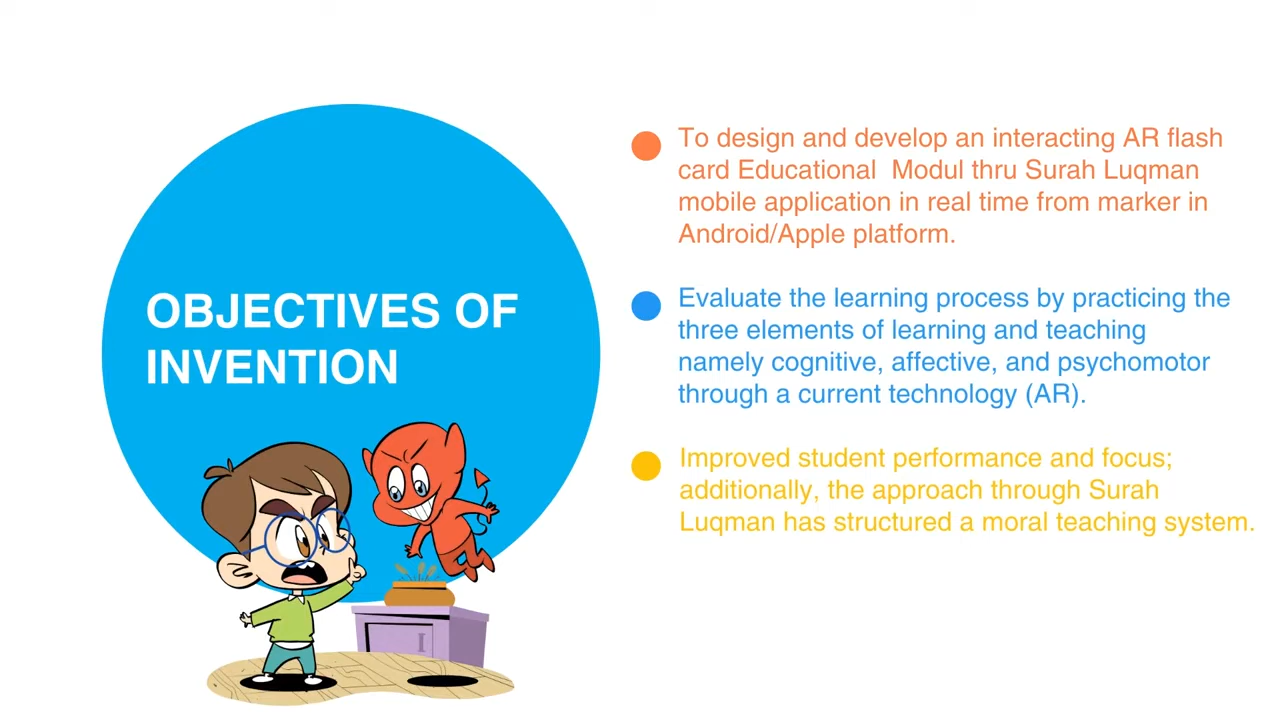 OBJECTIVES OF
INVENTION
To design and develop an interacting AR flash
card Educational  Modul thru Surah Luqman
mobile application in real time from marker in
Android/Apple platform.
Evaluate the learning process by practicing the
three elements of learning and teaching
namely cognitive, affective, and psychomotor
through a current technology (AR).
Improved student performance and focus;
additionally, the approach through Surah
Luqman has structured a moral teaching system.